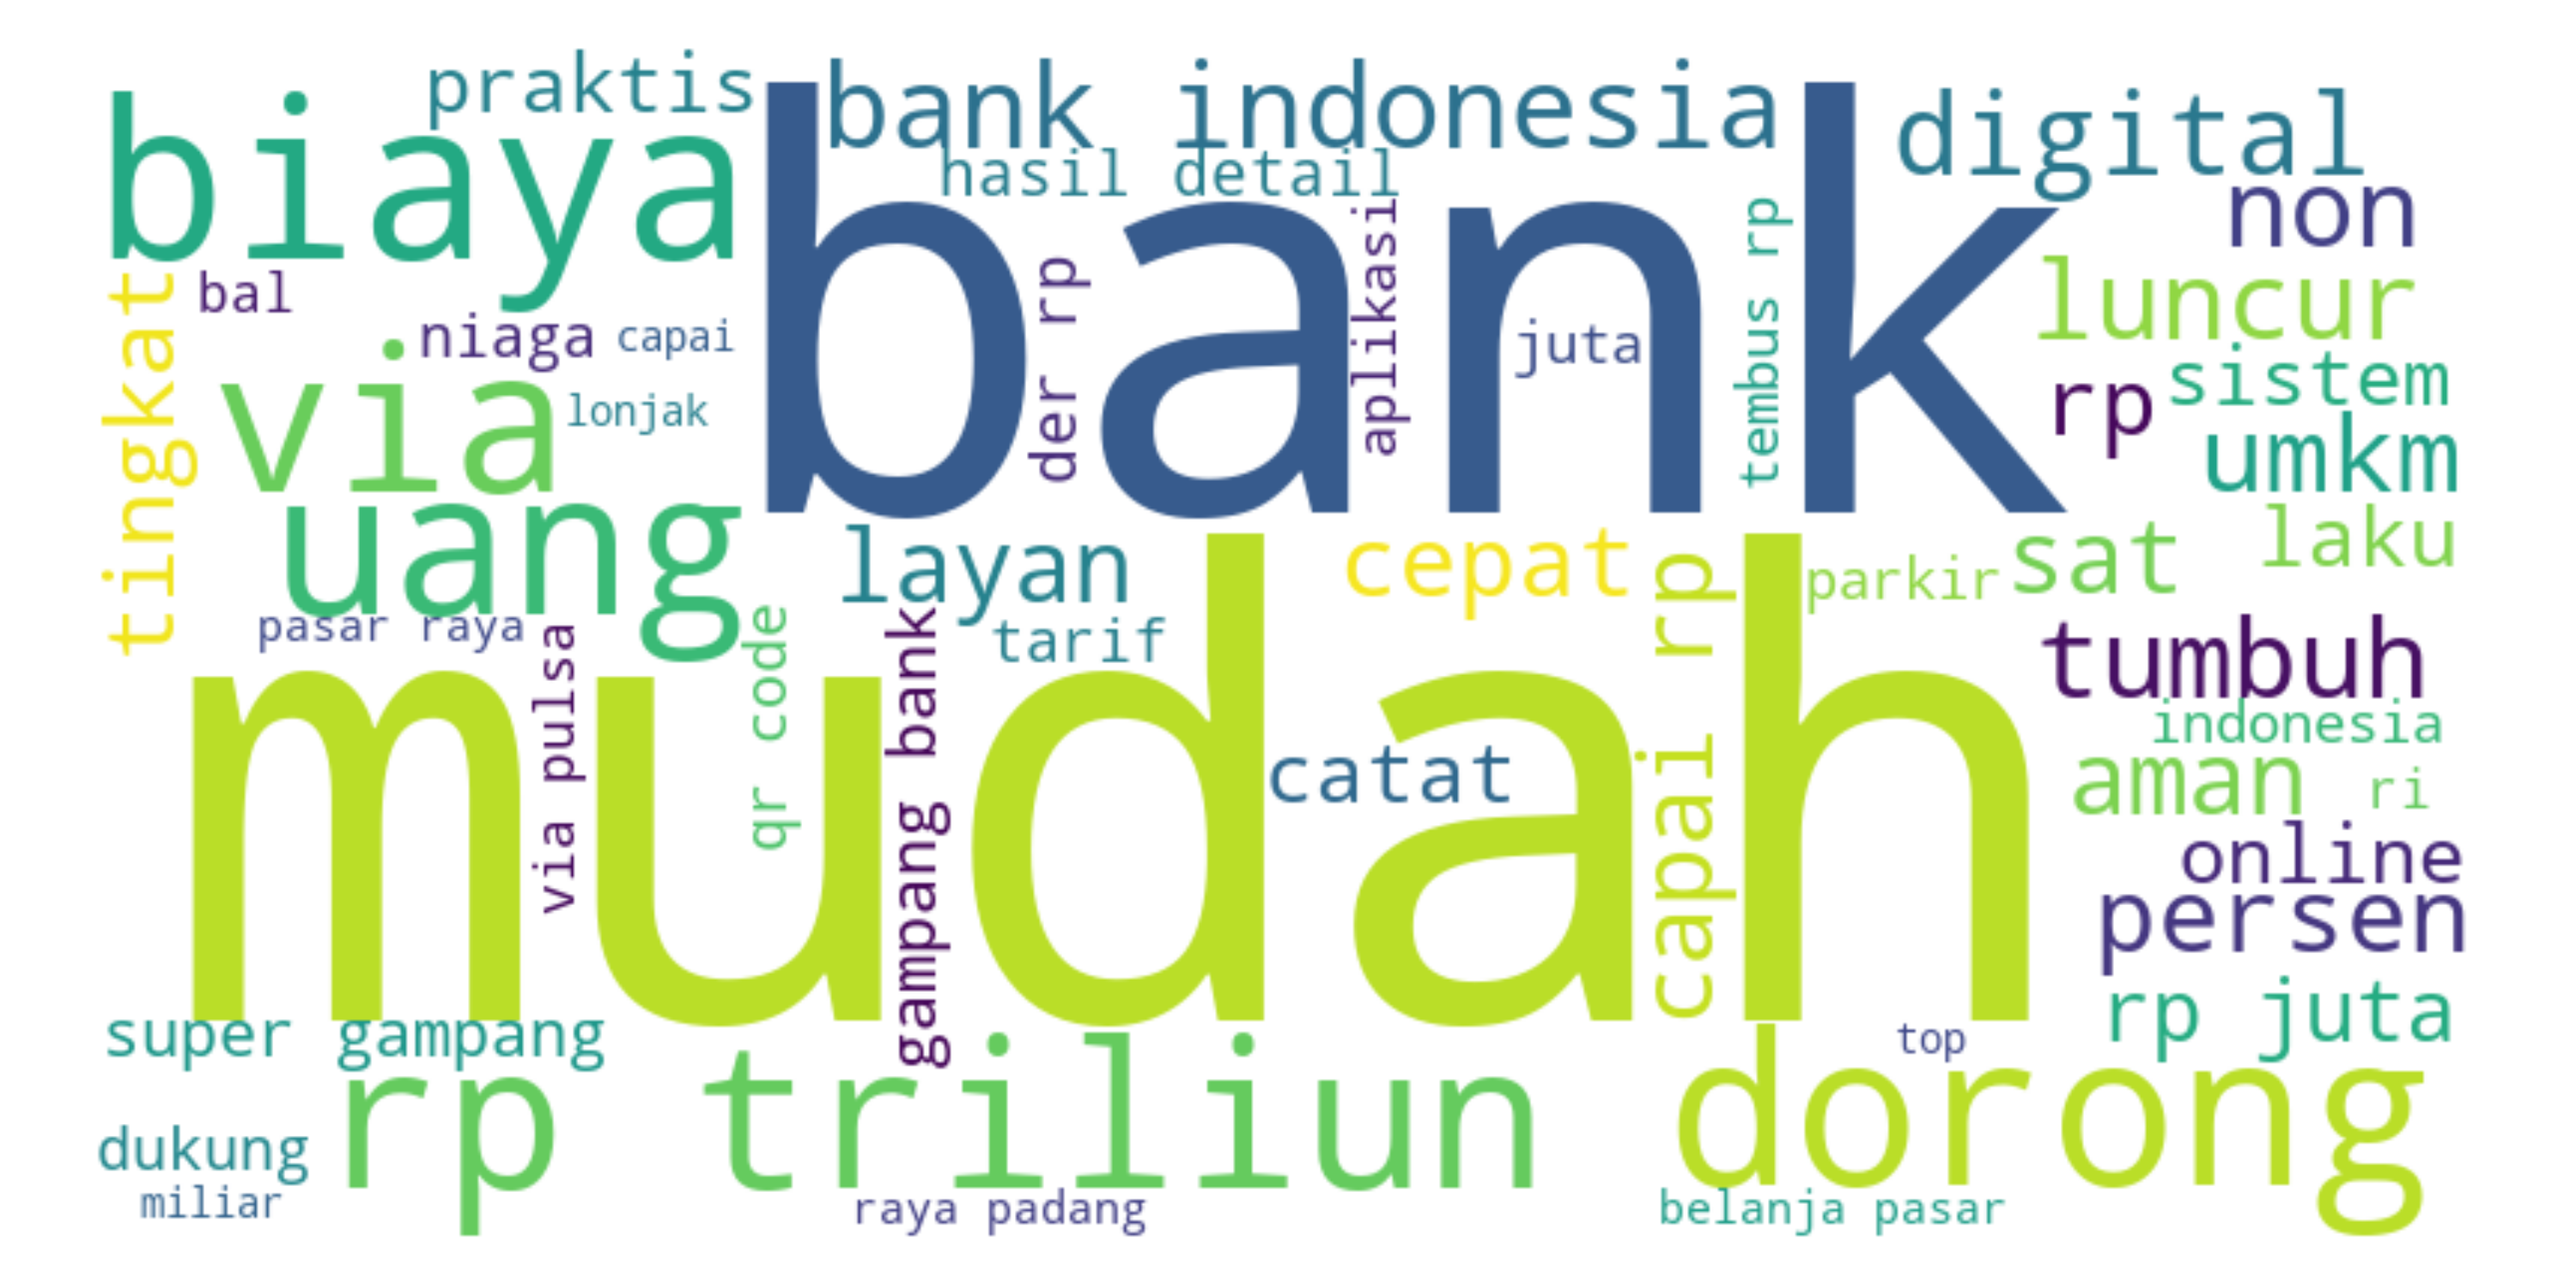 praktis
bank indonesia
digital
biaya
hasil detail
bank
non
tingkat
bal
niaga
capai
der rp
aplikasi
juta
tembus rp
luncur
via
lonjak
rp
sistem
umkm
uang
layan
cepat
parkir
sat
laku
pasar raya
via pulsa
qr code
gampang bank
tarif
capai rp
tumbuh
indonesia
mudah
catat
aman
ri
online
persen
super gampang
top
rp juta
rp triliun
dorong
dukung
miliar
raya padang
belanja pasar